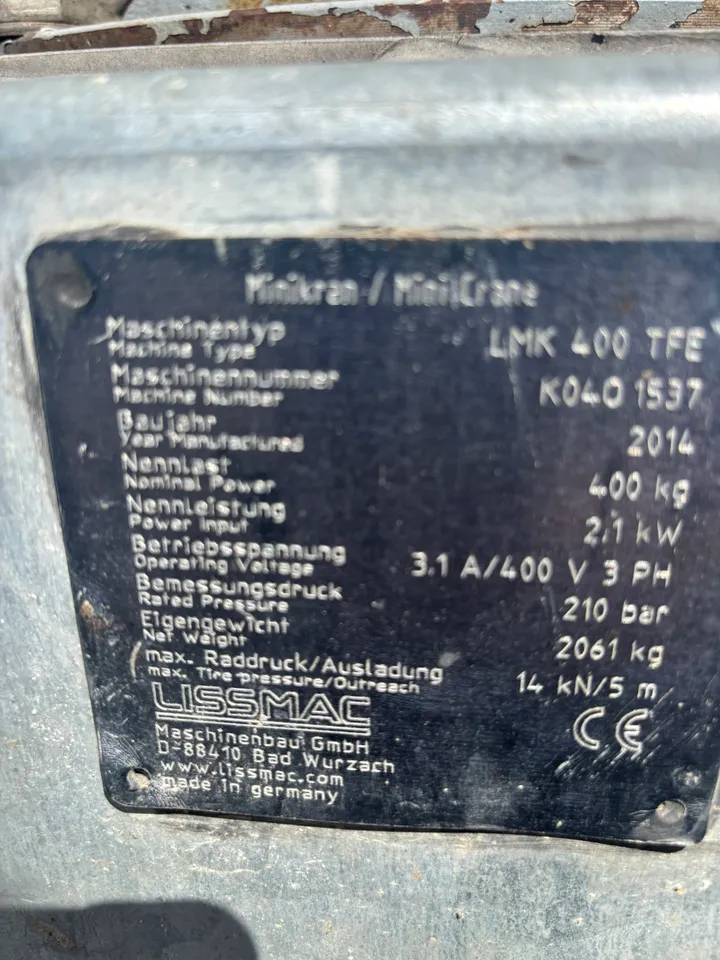 Minikran / MiniCrane
Maschinentyp LMK 400 TFE
Machine Type
Maschinennummer K040 1537
Machine Number
Baujahr 2014
Year Manufactured
Nennlast 400 kg
Nominal Power
Nennleistung 2.1 kW
Power Input
Betriebsspannung 3.1 A/400 V 3 PH
Operating Voltage
Bemessungsdruck 210 bar
Rated Pressure
Eigengewicht 2061 kg
Net Weight
max. Raddruck/Ausladung 14 kN/5 m
max. Tire pressure/Outreach
LISSMAC CE
Maschinenbau GmbH
D-88410 Bad Wurzach
www.lissmac.com
made in germany